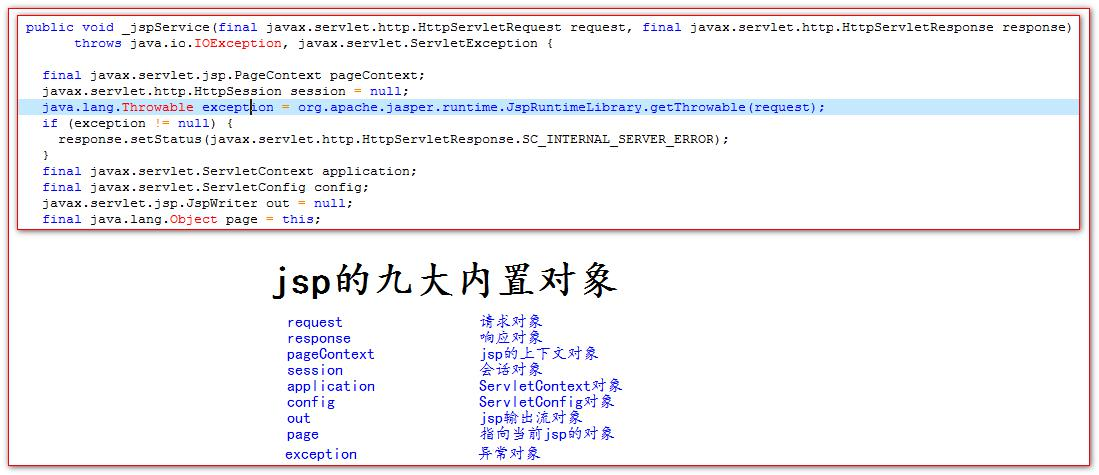 public void _jspService(final javax.servlet.http.HttpServletRequest request, final javax.servlet.http.HttpServletResponse response)
throws java.io.IOException, javax.servlet.ServletException {
final javax.servlet.jsp.PageContext pageContext;
javax.servlet.http.HttpSession session = null;
java.lang.Throwable exception = org.apache.jasper.runtime.JspRuntimeLibrary.getThrowable(request);
if (exception != null) {
response.setStatus(javax.servlet.http.HttpServletResponse.SC_INTERNAL_SERVER_ERROR);
}
final javax.servlet.ServletContext application;
final javax.servlet.ServletConfig config;
javax.servlet.jsp.JspWriter out = null;
final java.lang.Object page = this;
jsp的九大内置对象
request 请求对象
response 响应对象
pageContext jsp的上下文对象
session 会话对象
application ServletContext对象
config ServletConfig对象
out jsp输出流对象
page 指向当前jsp的对象
exception 异常对象